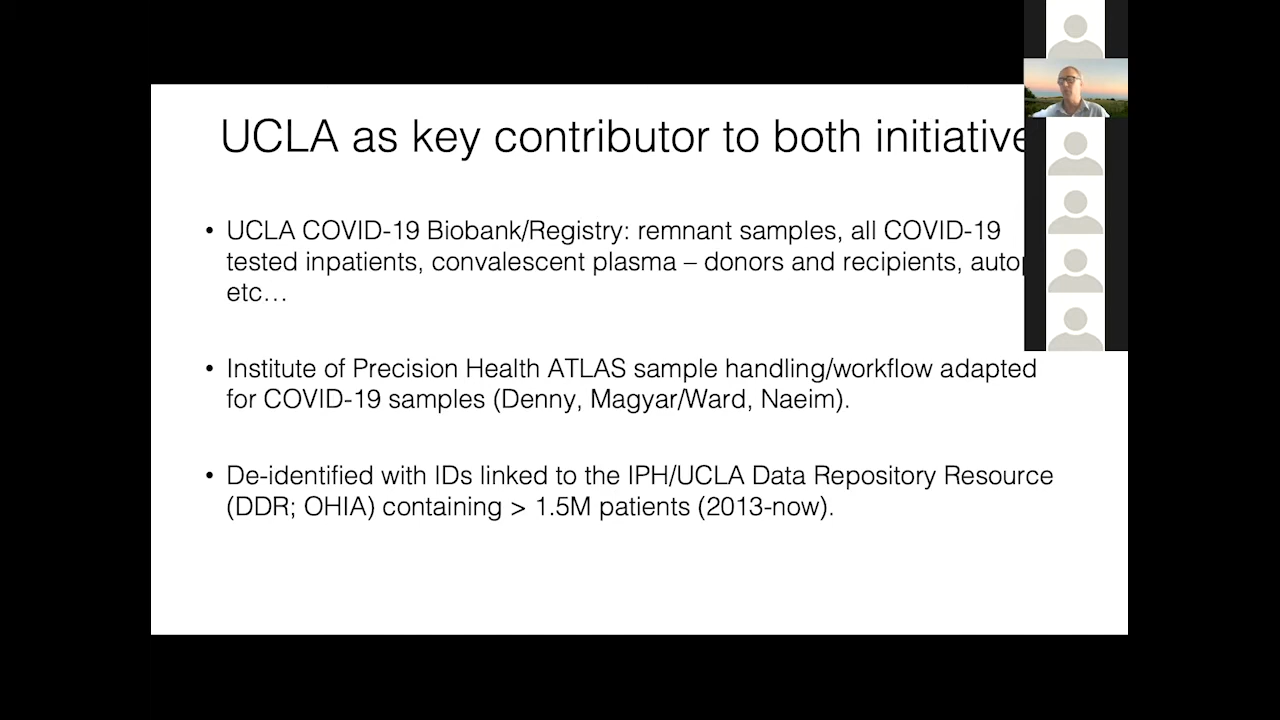 UCLA as key contributor to both initiative
• UCLA COVID-19 Biobank/Registry: remnant samples, all COVID-19
tested inpatients, convalescent plasma – donors and recipients,
etc…
• Institute of Precision Health ATLAS sample handling/workflow adapted
for COVID-19 samples (Denny, Magyar/Ward, Naeim).
• De-identified with IDs linked to the IPH/UCLA Data Repository Resource
(DDR; OHIA) containing > 1.5M patients (2013-now).